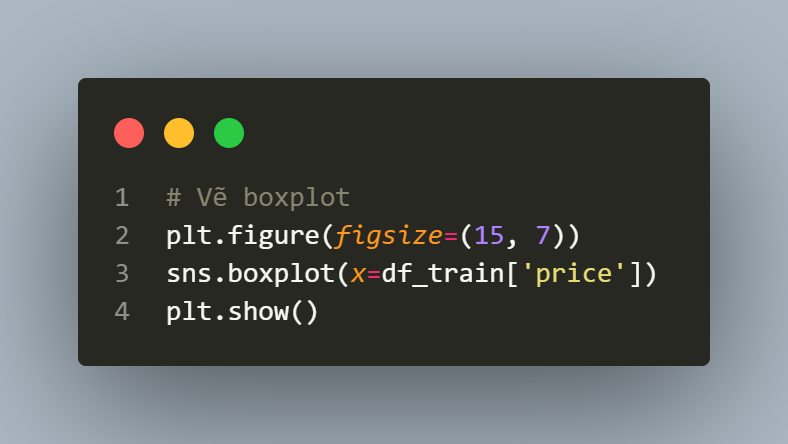 1 # Vẽ boxplot
2 plt.figure(figsize=(15, 7))
3 sns.boxplot(x=df_train['price'])
4 plt.show()